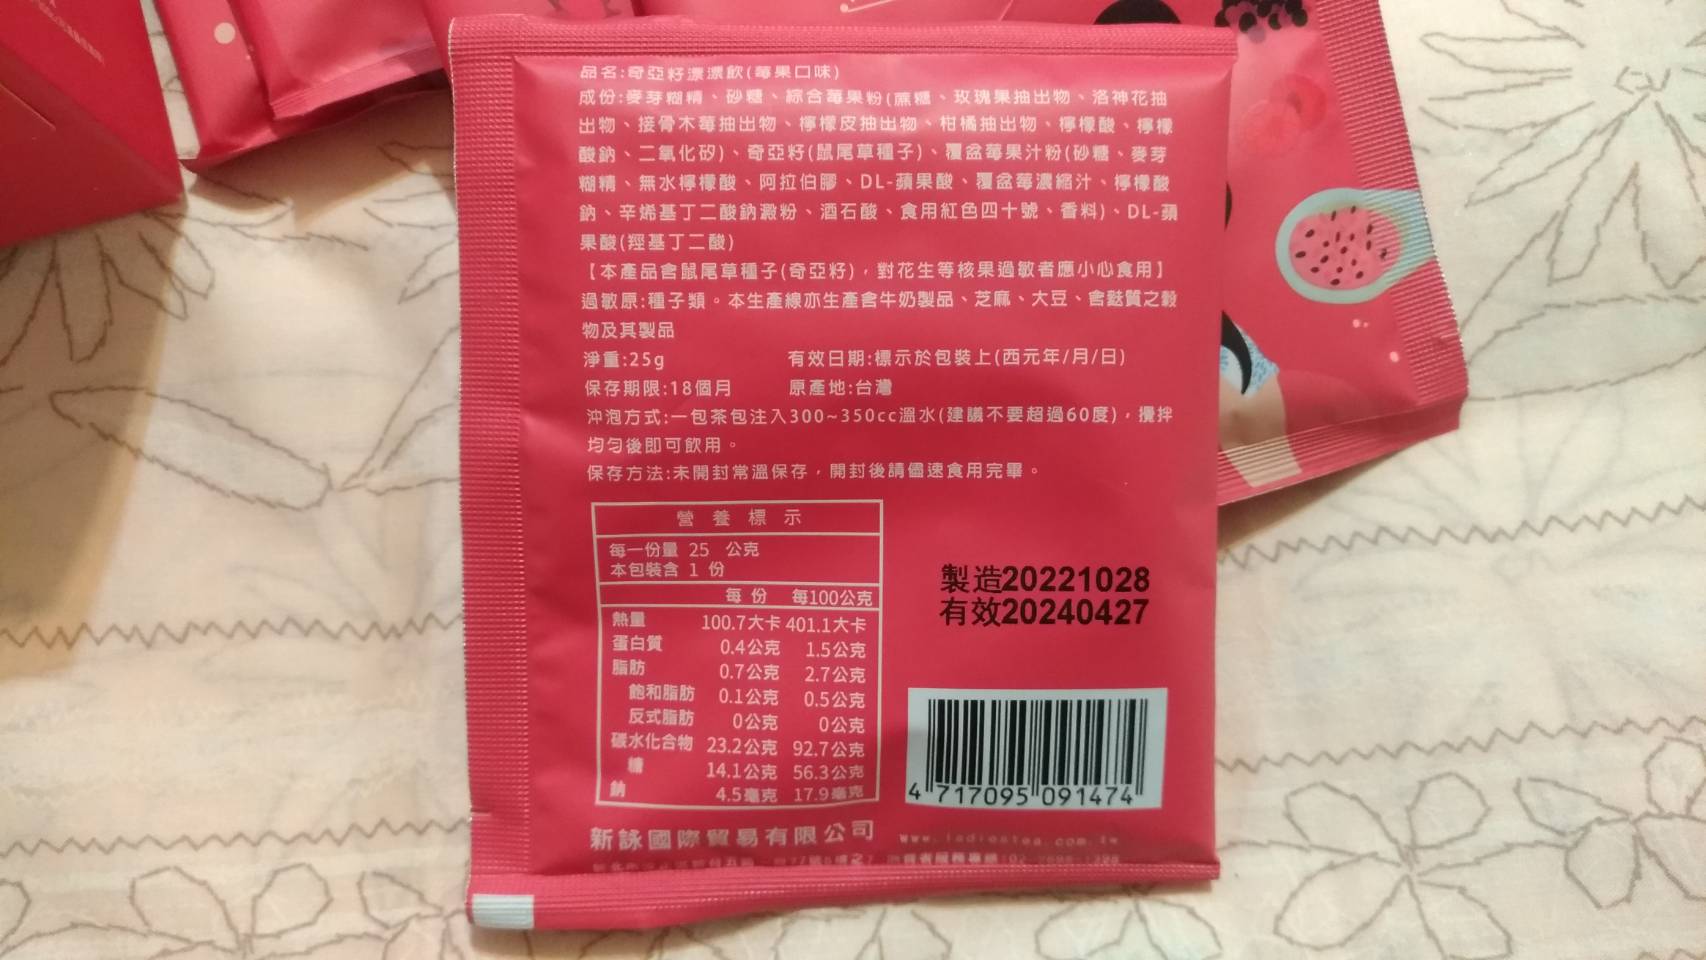 品名:奇亞籽漂漂飲(莓果口味)
成份:麥芽糊精、砂糖、綜合莓果粉(蔗糖、玫瑰果抽出物、洛神花抽
出物、接骨木莓抽出物、檸檬皮抽出物、柑橘抽出物、檸檬酸、檸檬
酸鈉、二氧化矽)、奇亞籽(鼠尾草種子)、覆盆莓果汁粉(砂糖、麥芽
糊精、無水檸檬酸、阿拉伯膠、DL-蘋果酸、覆盆莓濃縮汁、檸檬酸
鈉、辛烯基丁二酸鈉澱粉、酒石酸、食用紅色四十號、香料)、DL-蘋
果酸(羥基丁二酸)
【本產品含鼠尾草種子(奇亞籽)，對花生等核果過敏者應小心食用】
過敏原:種子類。本生產線亦生產含牛奶製品、芝麻、大豆、含麩質之穀
物及其製品
淨重:25g 有效日期:標示於包裝上(西元年/月/日)
保存期限:18個月 原產地:台灣
沖泡方式:一包茶包注入300~350cc溫水(建議不要超過60度)，攪拌
均勻後即可飲用。
保存方法:未開封常溫保存，開封後請儘速食用完畢。
營養標示
每一份量 25 公克
本包裝含 1 份
每份 每100公克
熱量 100.7大卡 401.1大卡
蛋白質 0.4公克 1.5公克
脂肪 0.7公克 2.7公克
飽和脂肪 0.1公克 0.5公克
反式脂肪 0公克 0公克
碳水化合物 23.2公克 92.7公克
糖 14.1公克 56.3公克
鈉 4.5毫克 17.9毫克
製造20221028
有效20240427
4 717095 091474
新詠國際貿易有限公司 www.ladiestea.com.tw